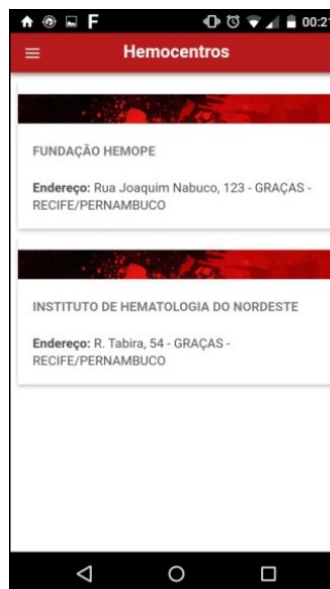 F 00:21
Hemocentros
FUNDAÇÃO HEMOPE
Endereço: Rua Joaquim Nabuco, 123 - GRAÇAS -
RECIFE/PERNAMBUCO
INSTITUTO DE HEMATOLOGIA DO NORDESTE
Endereço: R. Tabira, 54 - GRAÇAS -
RECIFE/PERNAMBUCO